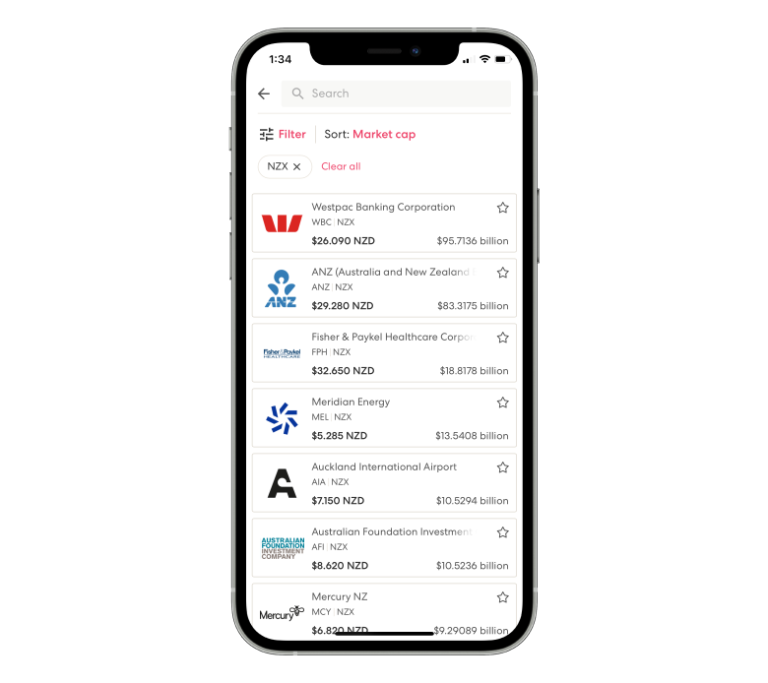 1:34
Search
Filter
Sort: Market cap
NZX ×
Clear all
Westpac Banking Corporation
WBC | NZX
$26.090 NZD
$95.7136 billion
ANZ
ANZ (Australia and New Zealand
ANZ | NZX
$29.280 NZD
$83.3175 billion
Fisher & Paykel
HEALTHCARE
Fisher & Paykel Healthcare Corpo
FPH | NZX
$32.650 NZD
$18.8178 billion
Meridian Energy
MEL | NZX
$5.285 NZD
$13.5408 billion
Auckland International Airport
AIA | NZX
$7.150 NZD
$10.5294 billion
AUSTRALIAN
FOUNDATION
INVESTMENT
COMPANY
Australian Foundation Investment
AFI | NZX
$8.620 NZD
$10.5236 billion
Mercury
Mercury NZ
MCY | NZX
$6.820 NZD
$9.29089 billion